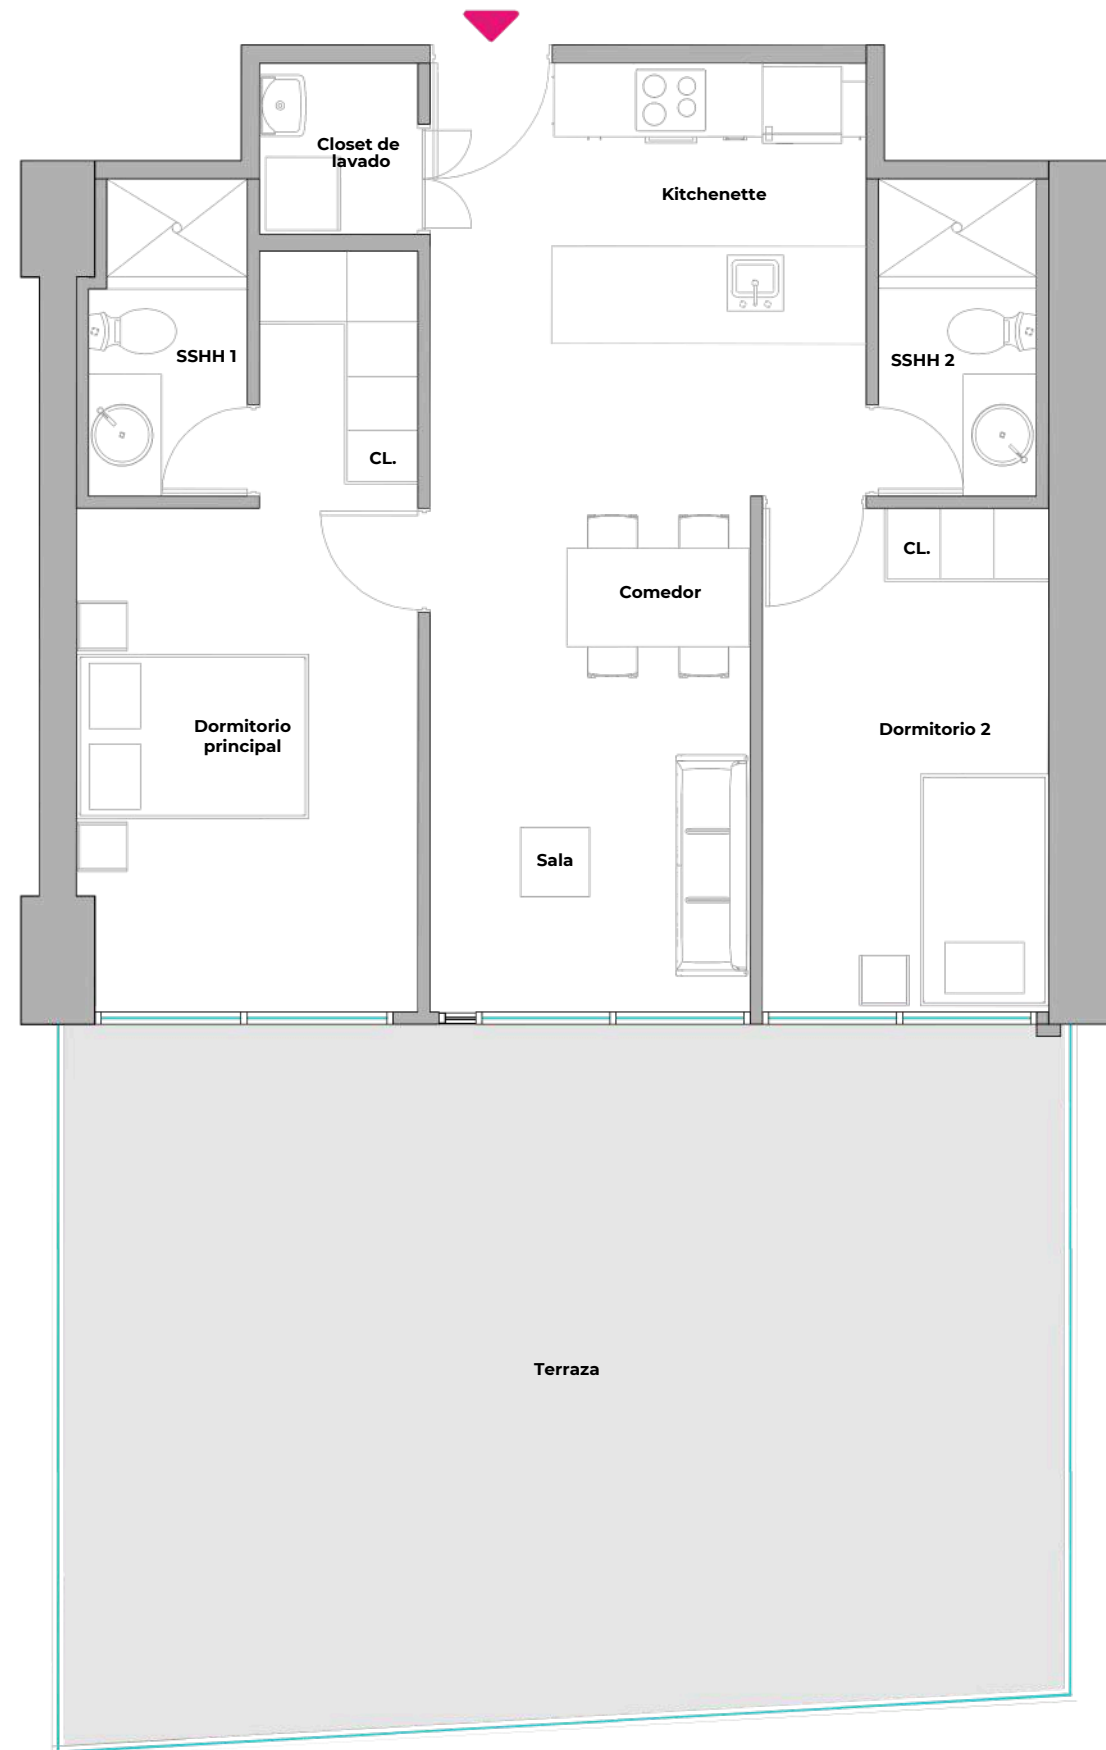 Closet de
lavado
Kitchenette
SSHH 1
SSHH 2
CL.
CL.
Comedor
Dormitorio
principal
Dormitorio 2
Sala
Terraza